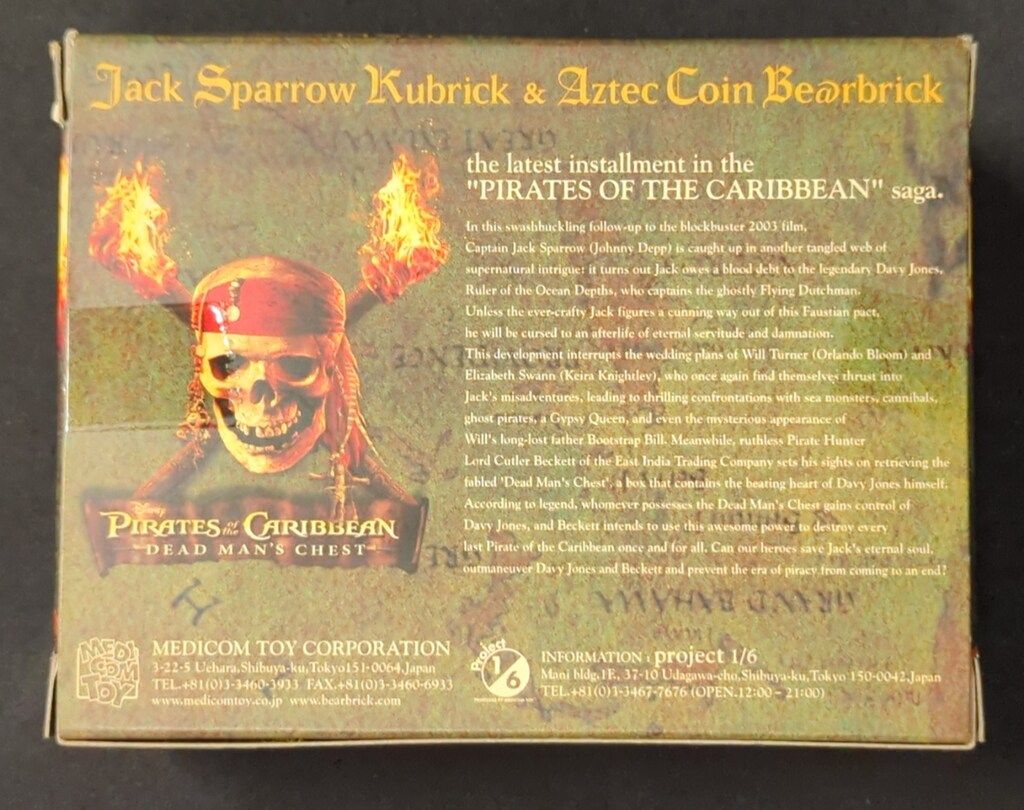 Jack Sparrow Kubrick & Aztec Coin Be@rbrick
the latest installment in the
"PIRATES OF THE CARIBBEAN" saga.
In this swashbuckling follow-up to the blockbuster 2003 film,
Captain Jack Sparrow (Johnny Depp) is caught up in another tangled web of
supernatural intrigue: it turns out Jack owes a blood debt to the legendary Davy Jones,
Ruler of the Ocean Depths, who captains the ghostly Flying Dutchman.
Unless the ever-crafty Jack figures a cunning way out of this Faustian pact,
he will be cursed to an afterlife of eternal servitude and damnation.
This development interrupts the wedding plans of Will Turner (Orlando Bloom) and
Elizabeth Swann (Keira Knightley), who once again find themselves thrust into
Jack's misadventures, leading to thrilling confrontations with sea monsters, cannibals,
ghost pirates, a Gypsy Queen, and even the mysterious appearance of
Will's long-lost father Bootstrap Bill. Meanwhile, ruthless Pirate Hunter
Lord Cutler Beckett of the East India Trading Company sets his sights on retrieving the
fabled 'Dead Man's Chest', a box that contains the beating heart of Davy Jones himself.
According to legend, whomever possesses the Dead Man's Chest gains control of
Davy Jones, and Beckett intends to use this awesome power to destroy every
last Pirate of the Caribbean once and for all. Can our heroes save Jack's eternal soul,
outmaneuver Davy Jones and Beckett and prevent the era of piracy from coming to an end?
Disney
PIRATES of the CARIBBEAN
DEAD MAN'S CHEST
GRAND BAHAMA
MEDI
COM
TOY
MEDICOM TOY CORPORATION
3-22-5 Uehara,Shibuya-ku,Tokyo151-0064,Japan
TEL.+81(0)3-3460-3933 FAX.+81(0)3-3460-6933
www.medicomtoy.co.jp www.bearbrick.com
Project
1/6
INFORMATION : project 1/6
Mani bldg.1F., 37-10 Udagawa-cho,Shibuya-ku,Tokyo 150-0042,Japan
TEL.+81(0)3-3467-7676 (OPEN.12:00 - 21:00)